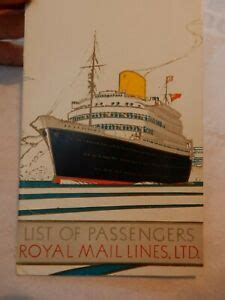 LIST OF PASSENGERS
ROYAL MAIL LINES, LTD.